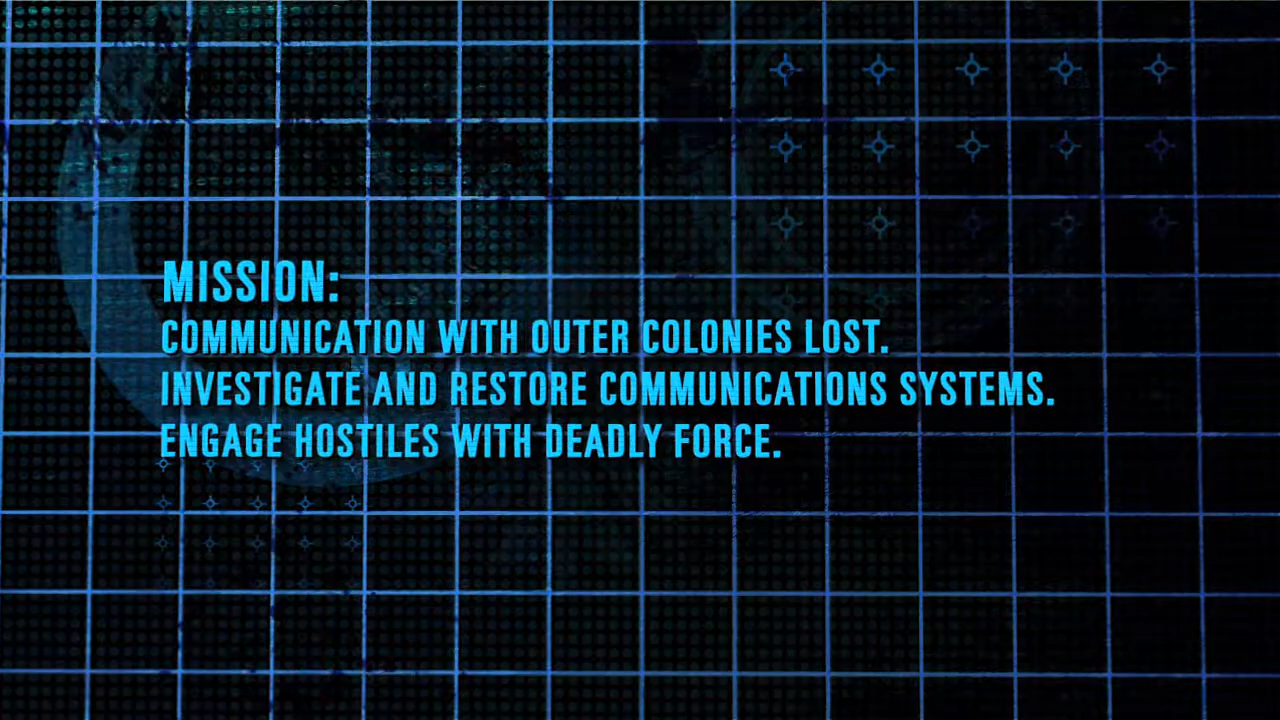 MISSION:
COMMUNICATION WITH OUTER COLONIES LOST.
INVESTIGATE AND RESTORE COMMUNICATIONS SYSTEMS.
ENGAGE HOSTILES WITH DEADLY FORCE.